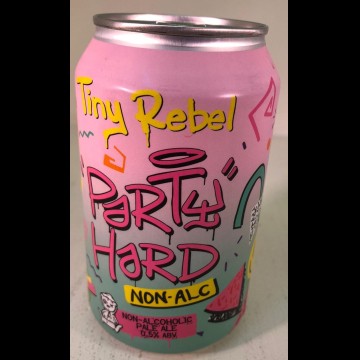 Tiny Rebel
"PARTY"
HARD
NON-ALC
NON-ALCOHOLIC
PALE ALE
0,5% ABV.